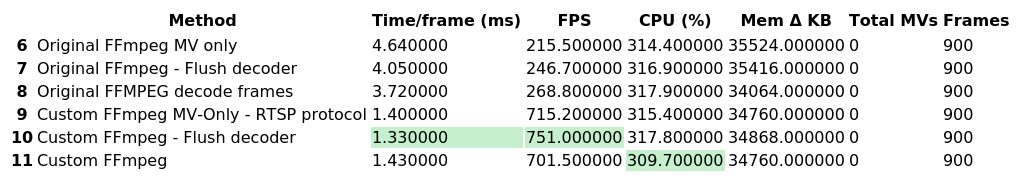 Method Time/frame (ms) FPS CPU (%) Mem Δ KB Total MVs Frames
6 Original FFmpeg MV only 4.640000 215.500000 314.400000 35524.000000 0 900
7 Original FFmpeg - Flush decoder 4.050000 246.700000 316.900000 35416.000000 0 900
8 Original FFMPEG decode frames 3.720000 268.800000 317.900000 34064.000000 0 900
9 Custom FFmpeg MV-Only - RTSP protocol 1.400000 715.200000 315.400000 34760.000000 0 900
10 Custom FFmpeg - Flush decoder 1.330000 751.000000 317.800000 34868.000000 0 900
11 Custom FFmpeg 1.430000 701.500000 309.700000 34760.000000 0 900